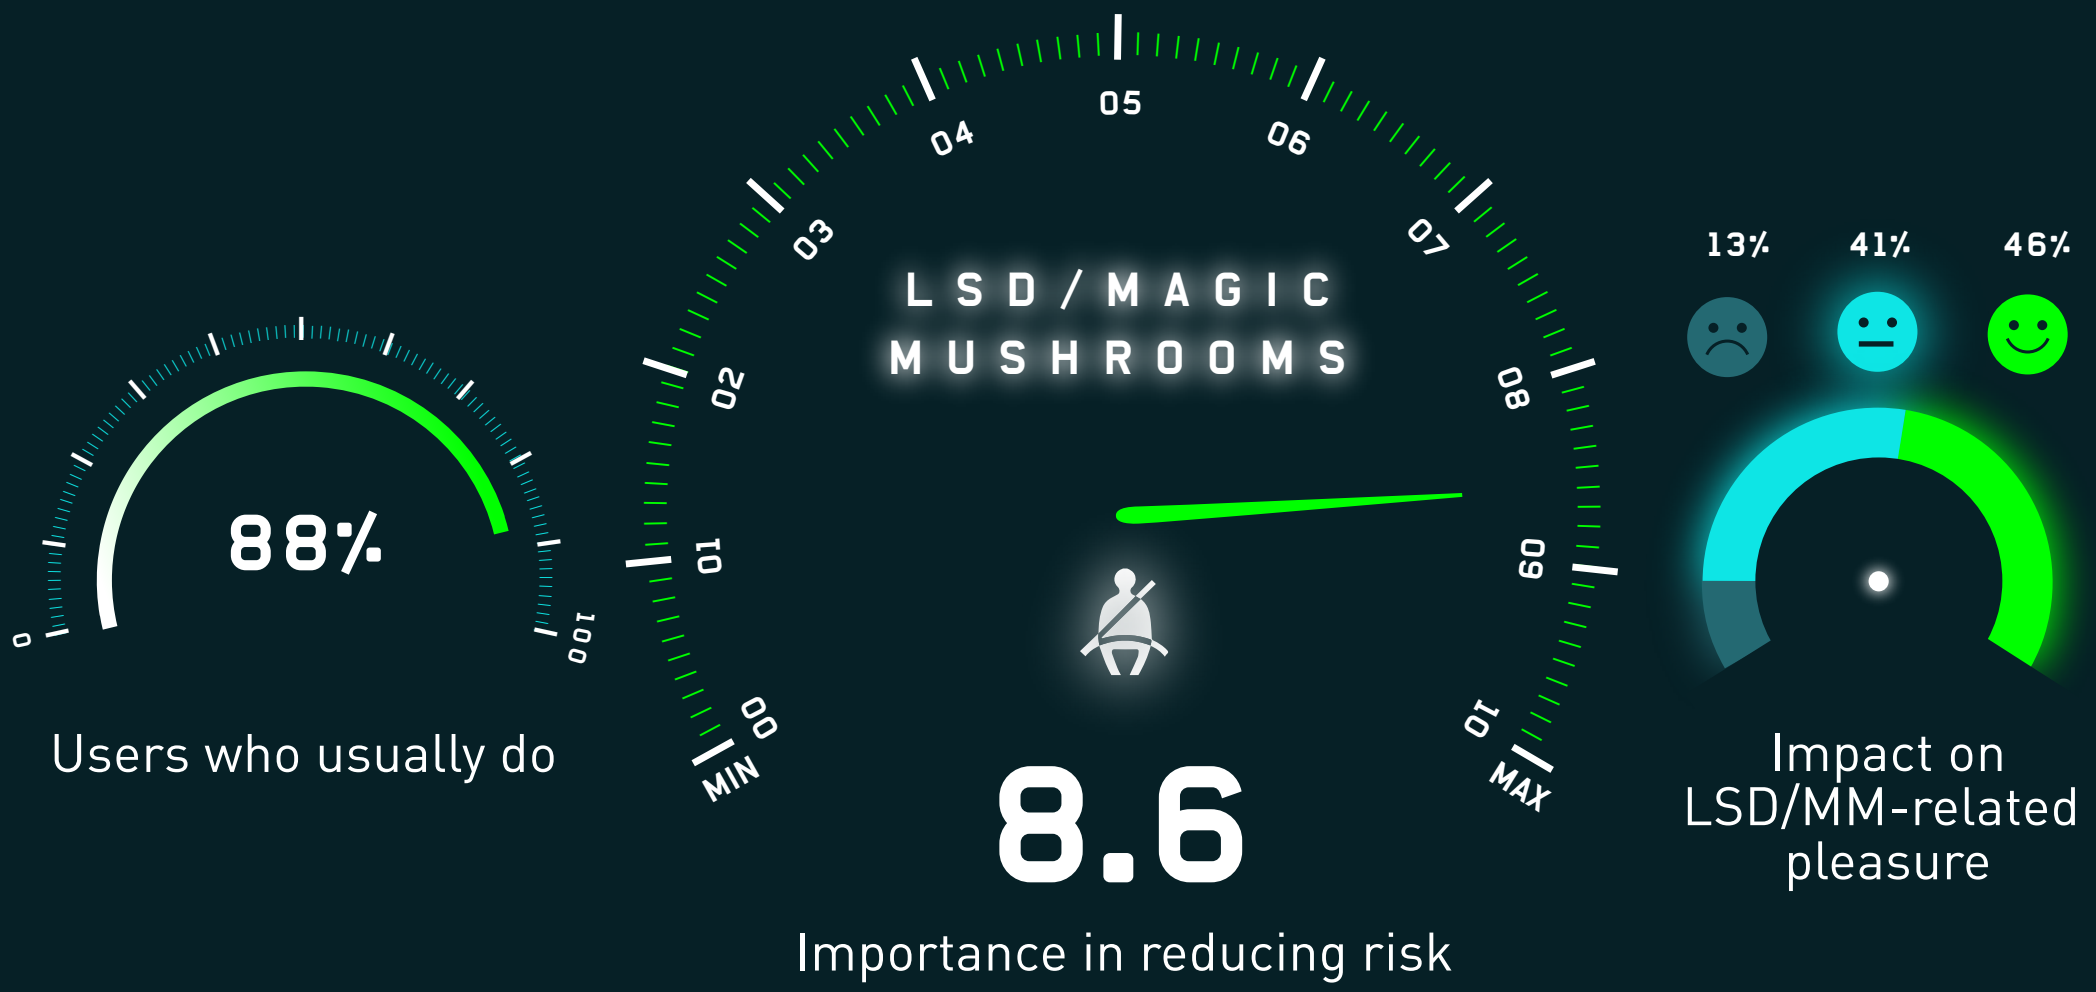 88%
0
100
Users who usually do
00
01
02
03
04
05
06
07
08
09
10
MIN
MAX
LSD/MAGIC
MUSHROOMS
8.6
Importance in reducing risk
13% 41% 46%
Impact on
LSD/MM-related
pleasure